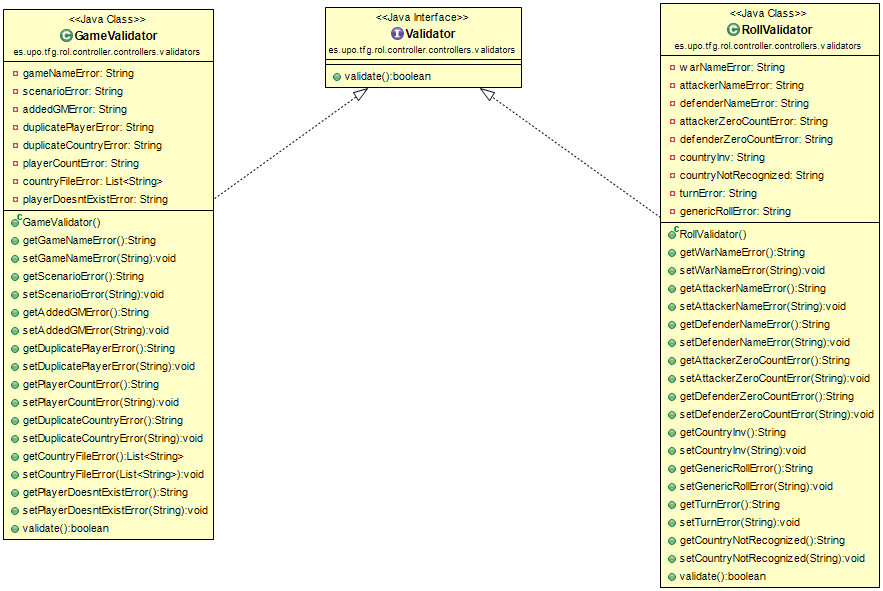 <<Java Class>>
GameValidator
es.upo.tfg.rol.controller.controllers.validators
gameNameError: String
scenarioError: String
addedGMError: String
duplicatePlayerError: String
duplicateCountryError: String
playerCountError: String
countryFileError: List<String>
playerDoesntExistError: String
GameValidator()
getGameNameError():String
setGameNameError(String):void
getScenarioError():String
setScenarioError(String):void
getAddedGMError():String
setAddedGMError(String):void
getDuplicatePlayerError():String
setDuplicatePlayerError(String):void
getPlayerCountError():String
setPlayerCountError(String):void
getDuplicateCountryError():String
setDuplicateCountryError(String):void
getCountryFileError():List<String>
setCountryFileError(List<String>):void
getPlayerDoesntExistError():String
setPlayerDoesntExistError(String):void
validate():boolean
<<Java Interface>>
Validator
es.upo.tfg.rol.controller.controllers.validators
validate():boolean
<<Java Class>>
RollValidator
es.upo.tfg.rol.controller.controllers.validators
warNameError: String
attackerNameError: String
defenderNameError: String
attackerZeroCountError: String
defenderZeroCountError: String
countryInv: String
countryNotRecognized: String
turnError: String
genericRollError: String
RollValidator()
getWarNameError():String
setWarNameError(String):void
getAttackerNameError():String
setAttackerNameError(String):void
getDefenderNameError():String
setDefenderNameError(String):void
getAttackerZeroCountError():String
setAttackerZeroCountError(String):void
getDefenderZeroCountError():String
setDefenderZeroCountError(String):void
getCountryInv():String
setCountryInv(String):void
getGenericRollError():String
setGenericRollError(String):void
getTurnError():String
setTurnError(String):void
getCountryNotRecognized():String
setCountryNotRecognized(String):void
validate():boolean